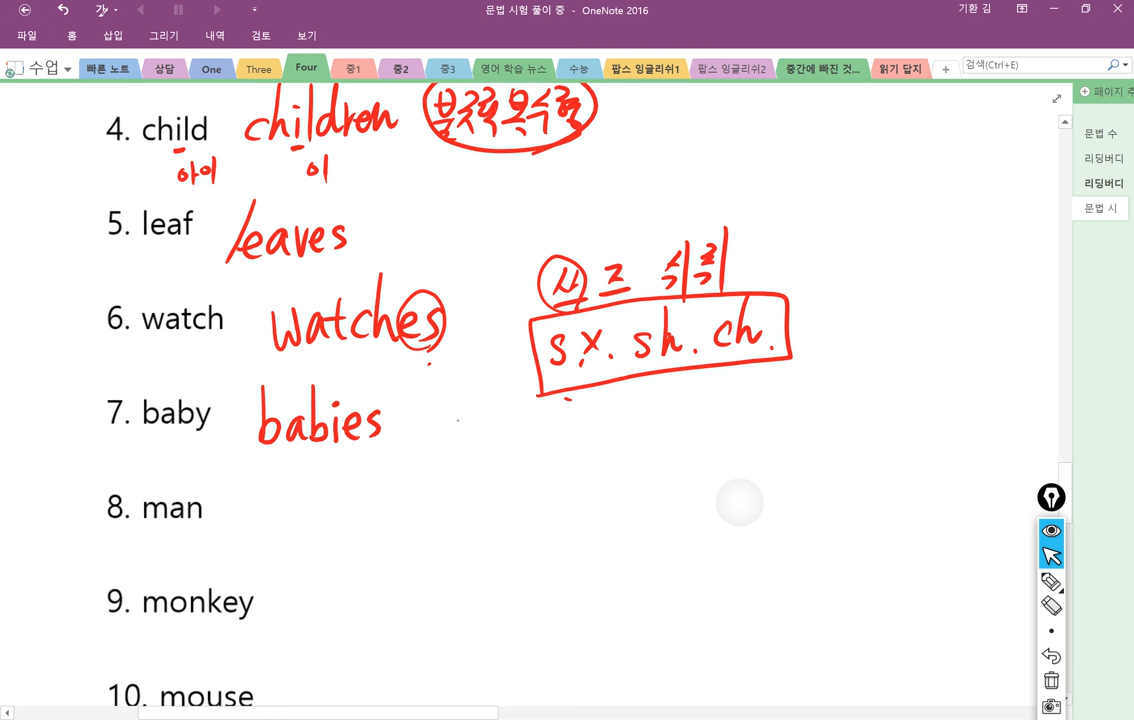 문법 시험 풀이 중 - OneNote 2016
기환 김
파일 홈 삽입 그리기 내역 검토 보기
수업 빠른 노트 상담 One Three Four 중1 중2 중3 영어 학습 뉴스 수능 팝스 잉글리쉬1 팝스 잉글리쉬2 중간에 빠진 것... 읽기 답지 + 검색(Ctrl+E)
페이지 추
문법 수
리딩버디
리딩버디
문법 시
4. child children 불규칙 복수형
아이 이
5. leaf leaves
6. watch watches
s, x. sh. ch.
7. baby babies
8. man
9. monkey
10. mouse